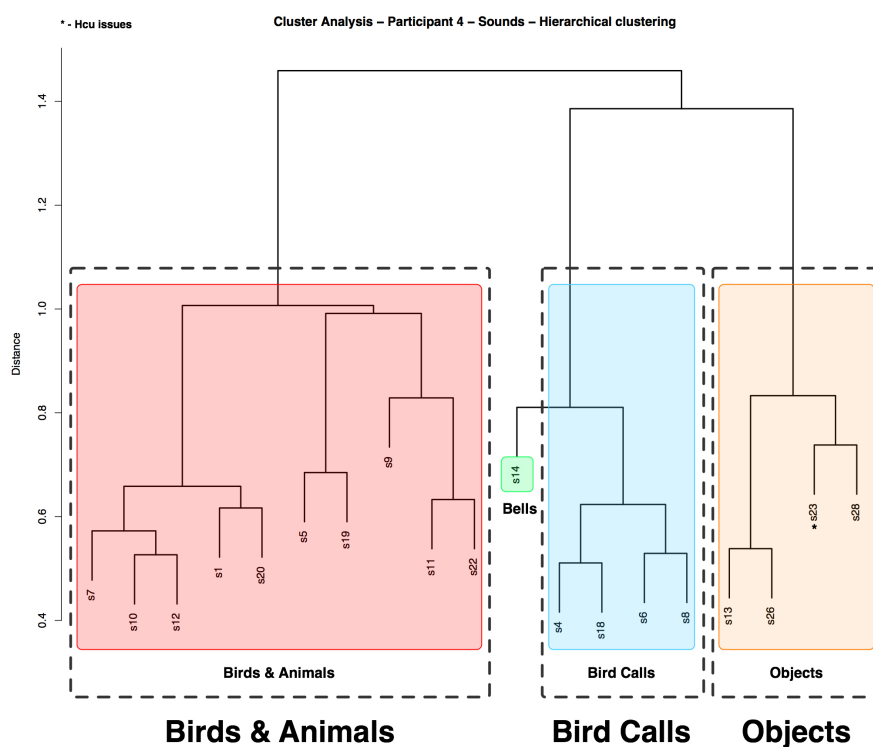 * - Hcu issues
Cluster Analysis – Participant 4 – Sounds – Hierarchical clustering
Distance
1.4
1.2
1.0
0.8
0.6
0.4
s7
s10
s12
s1
s20
s5
s19
s9
s11
s22
s14
Bells
s4
s18
s6
s8
s13
s26
* s23
s28
Birds & Animals
Bird Calls
Objects
Birds & Animals
Bird Calls
Objects